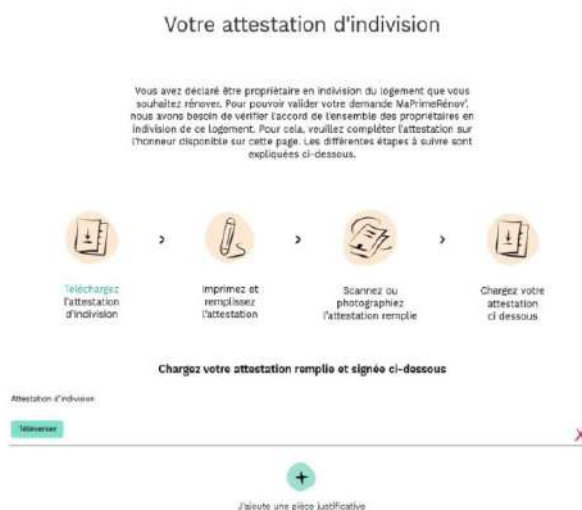 Votre attestation d'indivision
Vous avez déclaré être propriétaire en indivision du logement que vous
souhaitez rénover. Pour pouvoir valider votre demande MaPrimeRénov',
nous avons besoin de vérifier l'accord de l'ensemble des propriétaires en
indivision de ce logement. Pour cela, veuillez compléter l'attestation sur
l'honneur disponible sur cette page. Les différentes étapes à suivre sont
expliquées ci-dessous.
Téléchargez
l'attestation
d'indivision
Imprimez et
remplissez
l'attestation
Scannez ou
photographiez
l'attestation remplie
Chargez votre
attestation
ci dessous
Chargez votre attestation remplie et signée ci-dessous
Attestation d'indivision
Téléverser
J'ajoute une pièce justificative